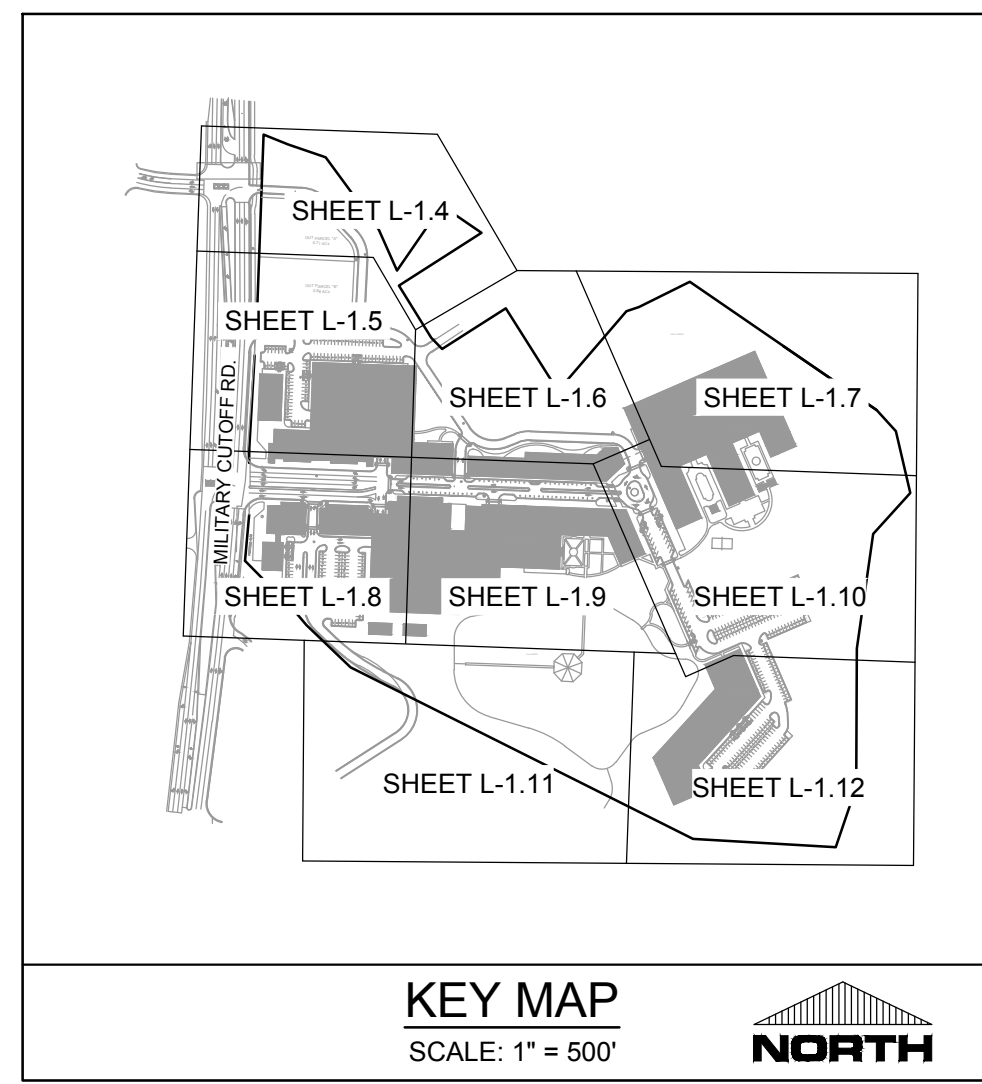 SHEET L-1.4
SHEET L-1.5
MILITARY CUTOFF RD.
SHEET L-1.6
SHEET L-1.7
SHEET L-1.8
SHEET L-1.9
SHEET L-1.10
SHEET L-1.11
SHEET L-1.12
KEY MAP
SCALE: 1" = 500'
NORTH